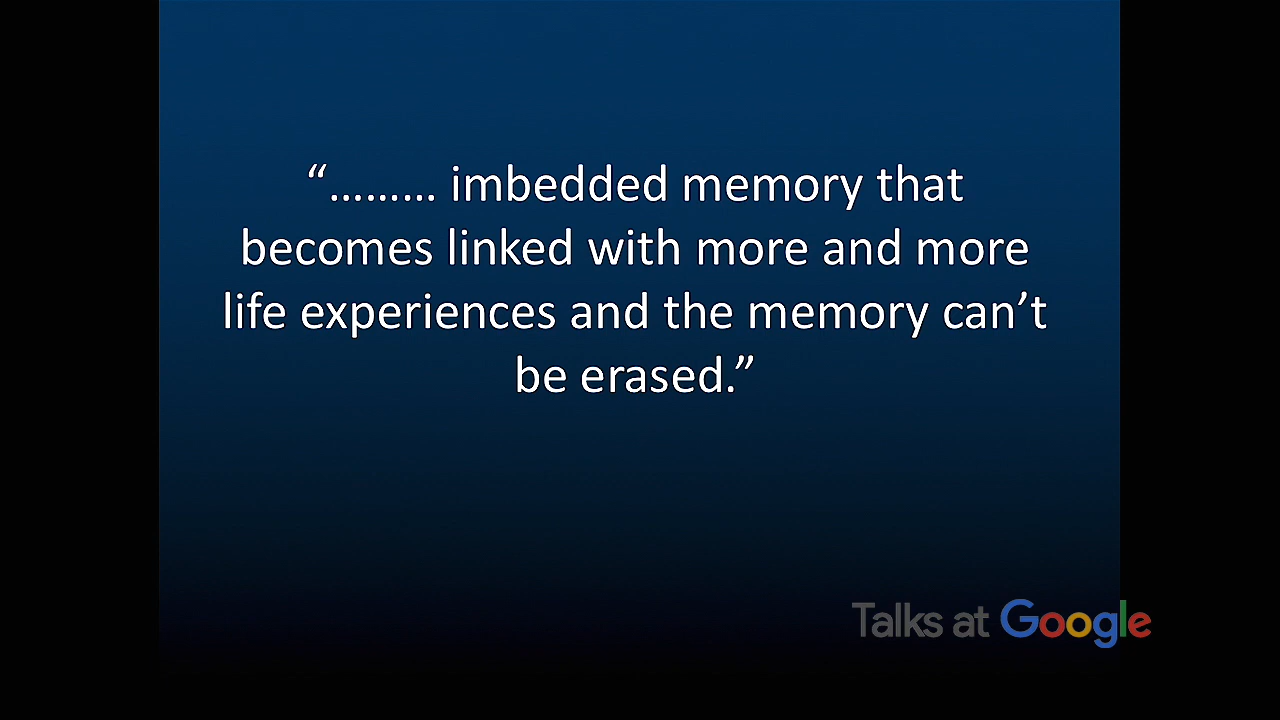 “……… imbedded memory that
becomes linked with more and more
life experiences and the memory can’t
be erased.”
Talks at Google